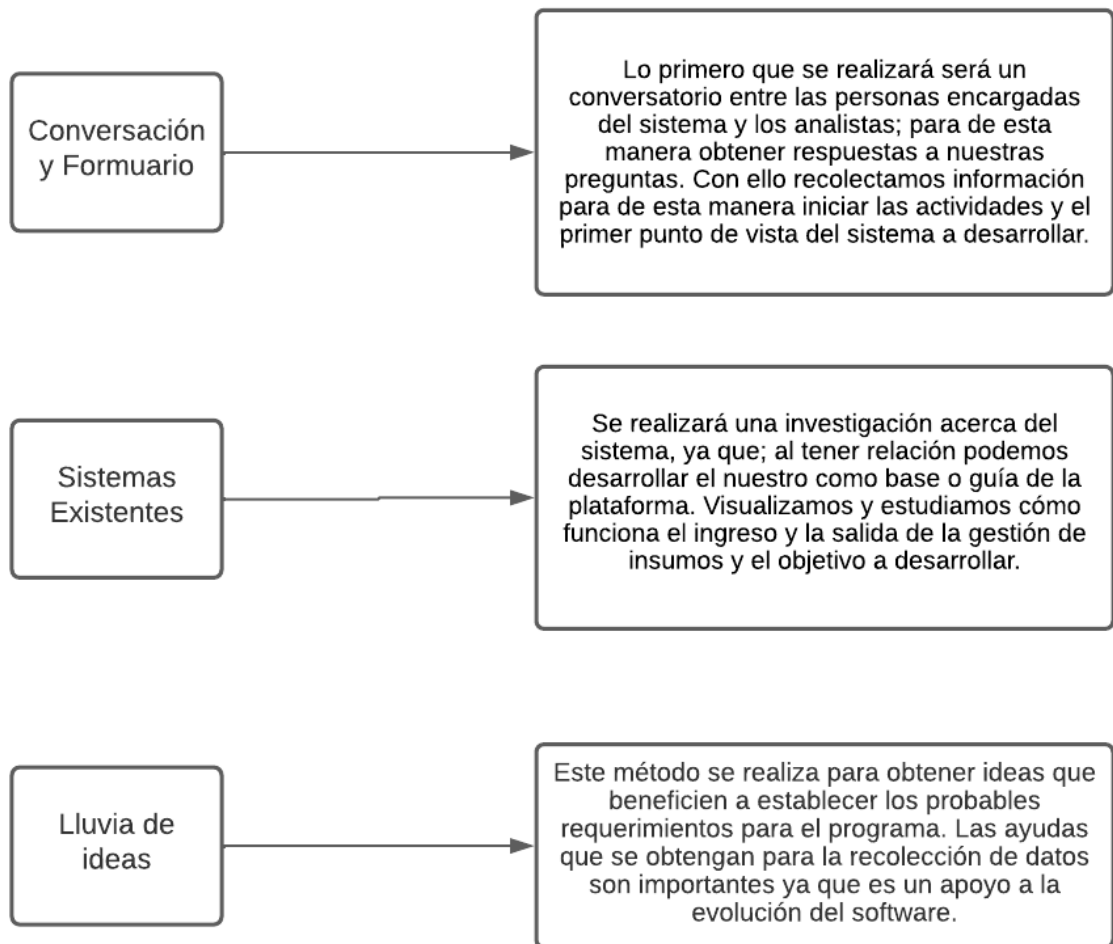 Conversación
y Formuario
Lo primero que se realizará será un
conversatorio entre las personas encargadas
del sistema y los analistas; para de esta
manera obtener respuestas a nuestras
preguntas. Con ello recolectamos información
para de esta manera iniciar las actividades y el
primer punto de vista del sistema a desarrollar.
Sistemas
Existentes
Se realizará una investigación acerca del
sistema, ya que; al tener relación podemos
desarrollar el nuestro como base o guía de la
plataforma. Visualizamos y estudiamos cómo
funciona el ingreso y la salida de la gestión de
insumos y el objetivo a desarrollar.
Lluvia de
ideas
Este método se realiza para obtener ideas que
beneficien a establecer los probables
requerimientos para el programa. Las ayudas
que se obtengan para la recolección de datos
son importantes ya que es un apoyo a la
evolución del software.